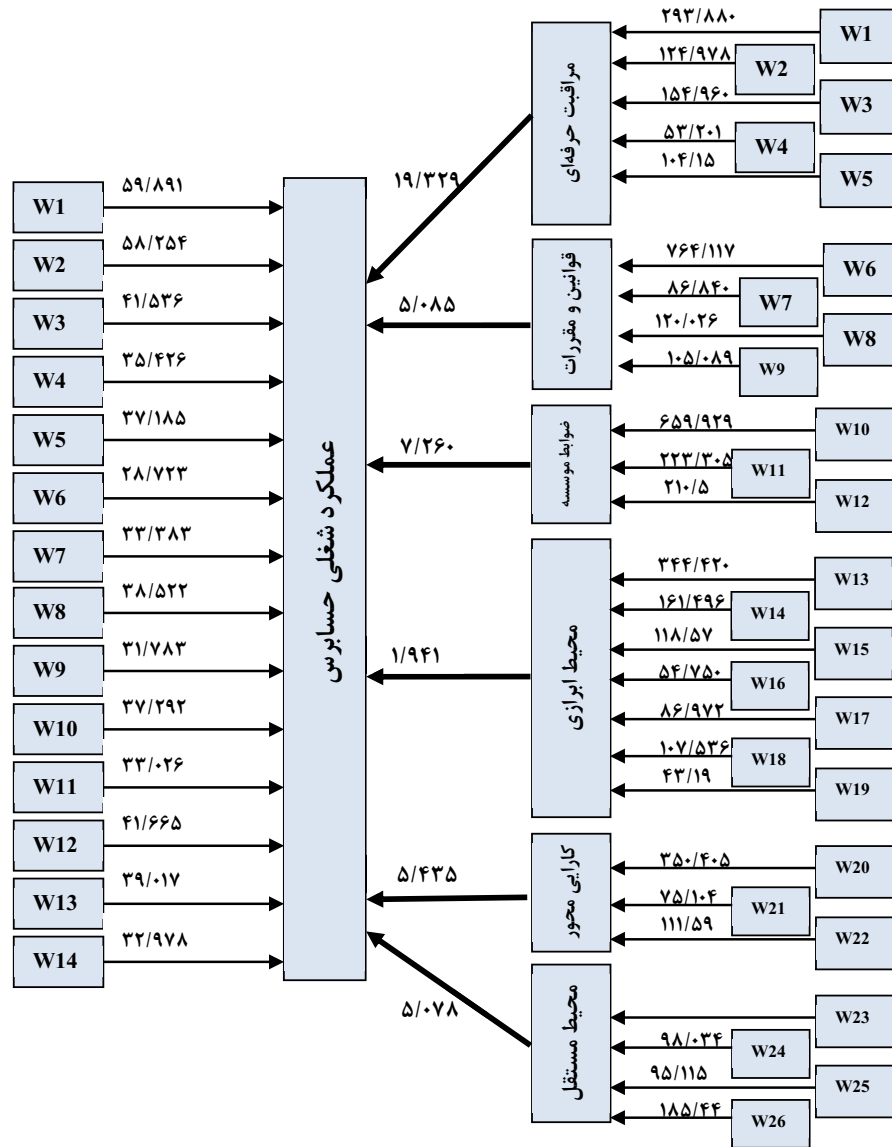 ۲۹۳/۸۸۰
W1
۱۲۴/۹۷۸
W2
۱۵۴/۹۶۰
W3
۵۳/۲۰۱
W4
۱۰۴/۱۵
W5
مراقبت حرفه‌ای
۱۹/۳۲۹
۷۶۴/۱۱۷
W6
۸۶/۸۴۰
W7
۱۲۰/۰۲۶
W8
۱۰۵/۰۸۹
W9
قوانین و مقررات
۵/۰۸۵
۶۵۹/۹۲۹
W10
۲۲۳/۳۰۵
W11
۲۱۰/۵
W12
ضوابط موسسه
۷/۲۶۰
۳۴۴/۴۲۰
W13
۱۶۱/۴۹۶
W14
۱۱۸/۵۷
W15
۵۴/۷۵۰
W16
۸۶/۹۷۲
W17
۱۰۷/۵۳۶
W18
۴۳/۱۹
W19
محیط ابرازی
۱/۹۴۱
۳۵۰/۴۰۵
W20
۷۵/۱۰۴
W21
۱۱۱/۵۹
W22
کارایی محور
۵/۴۳۵
W23
۹۸/۰۳۴
W24
۹۵/۱۱۵
W25
۱۸۵/۴۴
W26
محیط مستقل
۵/۰۷۸
عملکرد شغلی حسابرس
۵۹/۸۹۱
W1
۵۸/۲۵۴
W2
۴۱/۵۳۶
W3
۳۵/۴۲۶
W4
۳۷/۱۸۵
W5
۲۸/۷۲۳
W6
۳۳/۳۸۳
W7
۳۸/۵۲۲
W8
۳۱/۷۸۳
W9
۳۷/۲۹۲
W10
۳۳/۰۲۶
W11
۴۱/۶۶۵
W12
۳۹/۰۱۷
W13
۳۲/۹۷۸
W14